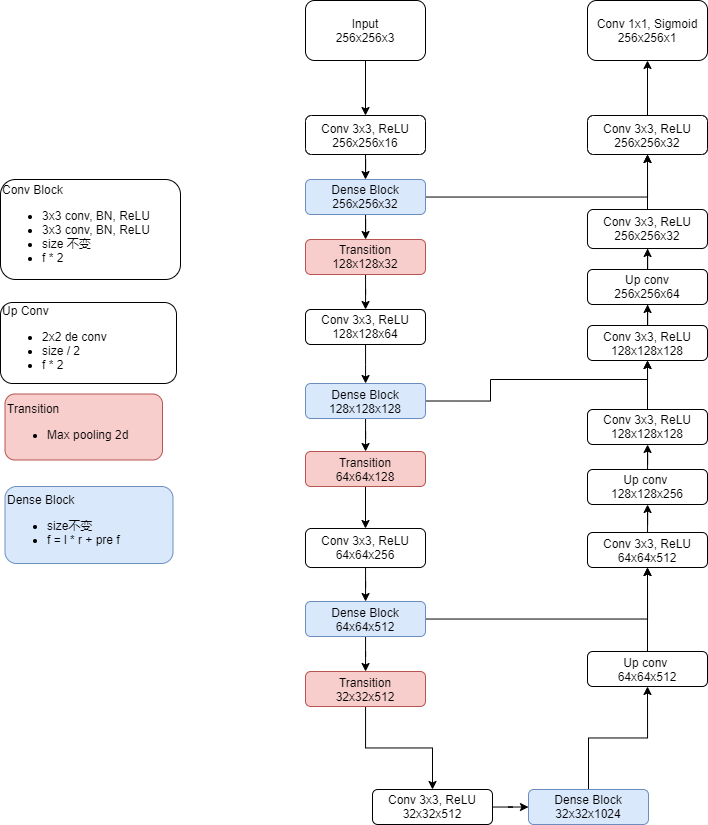 Input
256x256x3
Conv 3x3, ReLU
256x256x16
Dense Block
256x256x32
Transition
128x128x32
Conv 3x3, ReLU
128x128x64
Dense Block
128x128x128
Transition
64x64x128
Conv 3x3, ReLU
64x64x256
Dense Block
64x64x512
Transition
32x32x512
Conv 3x3, ReLU
32x32x512
Dense Block
32x32x1024
Up conv
64x64x512
Conv 3x3, ReLU
64x64x512
Up conv
128x128x256
Conv 3x3, ReLU
128x128x128
Conv 3x3, ReLU
128x128x128
Up conv
256x256x64
Conv 3x3, ReLU
256x256x32
Conv 3x3, ReLU
256x256x32
Conv 1x1, Sigmoid
256x256x1
Conv Block
3x3 conv, BN, ReLU
3x3 conv, BN, ReLU
size 不变
f * 2
Up Conv
2x2 de conv
size / 2
f * 2
Transition
Max pooling 2d
Dense Block
size不变
f = l * r + pre f